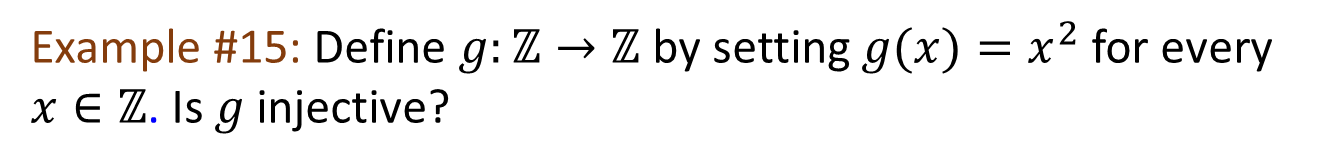 Example #15: Define g: ℤ → ℤ by setting g(x) = x² for every
x ∈ ℤ. Is g injective?